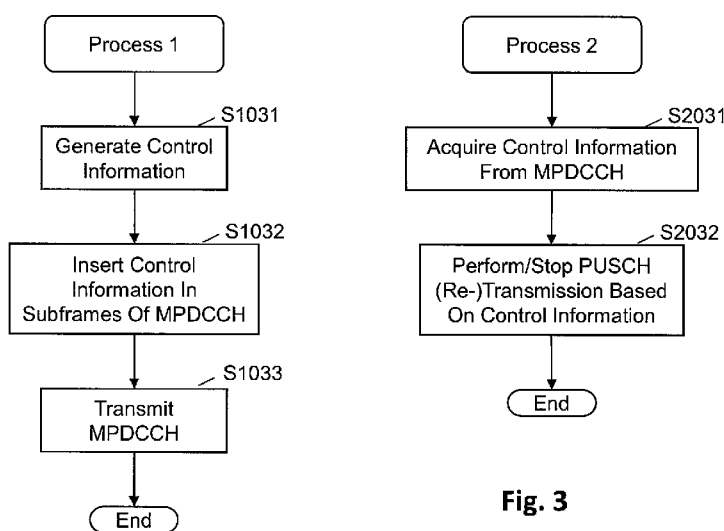 Process 1
S1031
Generate Control
Information
S1032
Insert Control
Information In
Subframes Of MPDCCH
S1033
Transmit
MPDCCH
End
Process 2
S2031
Acquire Control Information
From MPDCCH
S2032
Perform/Stop PUSCH
(Re-)Transmission Based
On Control Information
End
Fig. 3